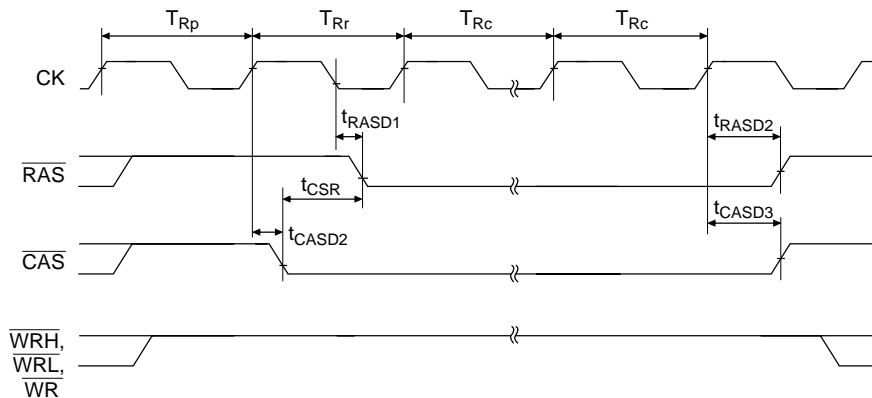 TRp TRr TRc TRc
CK
tRASD1 tRASD2
RAS
tCSR
tCASD2 tCASD3
CAS
WRH,
WRL,
WR